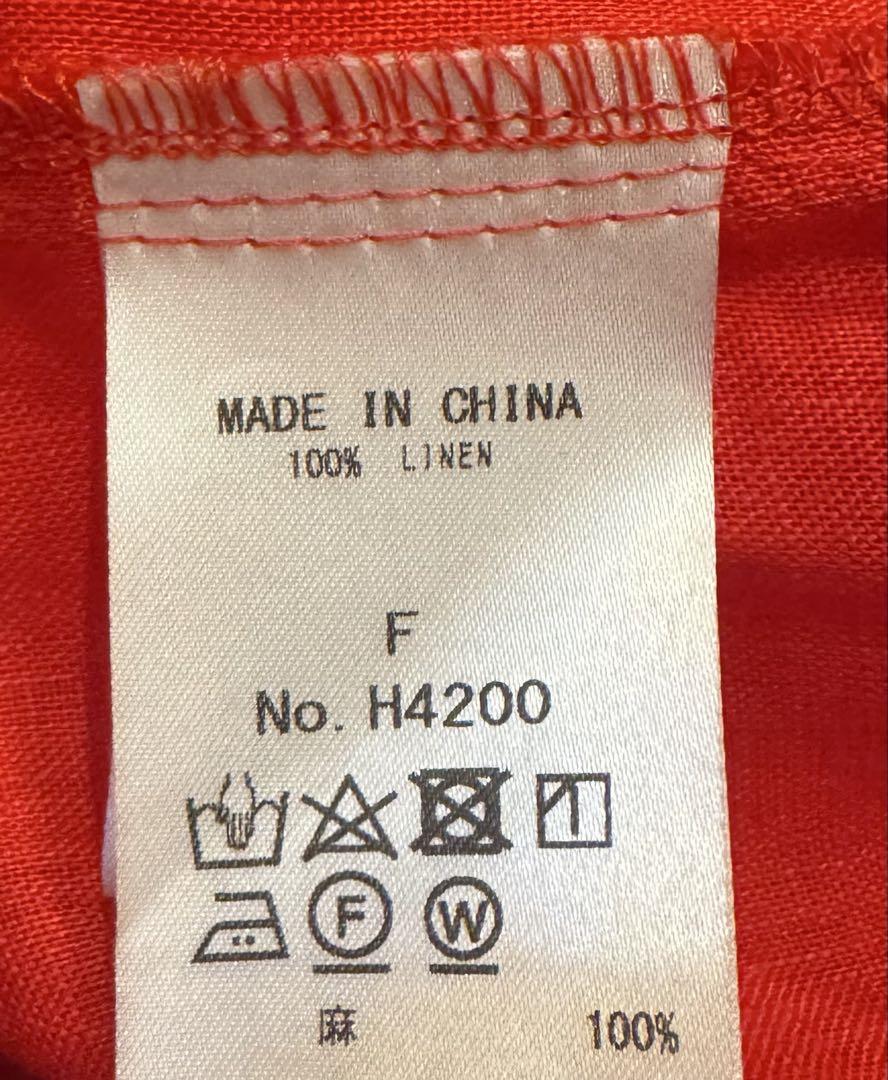 MADE IN CHINA
100% LINEN
F
No. H4200
F W
麻 100%